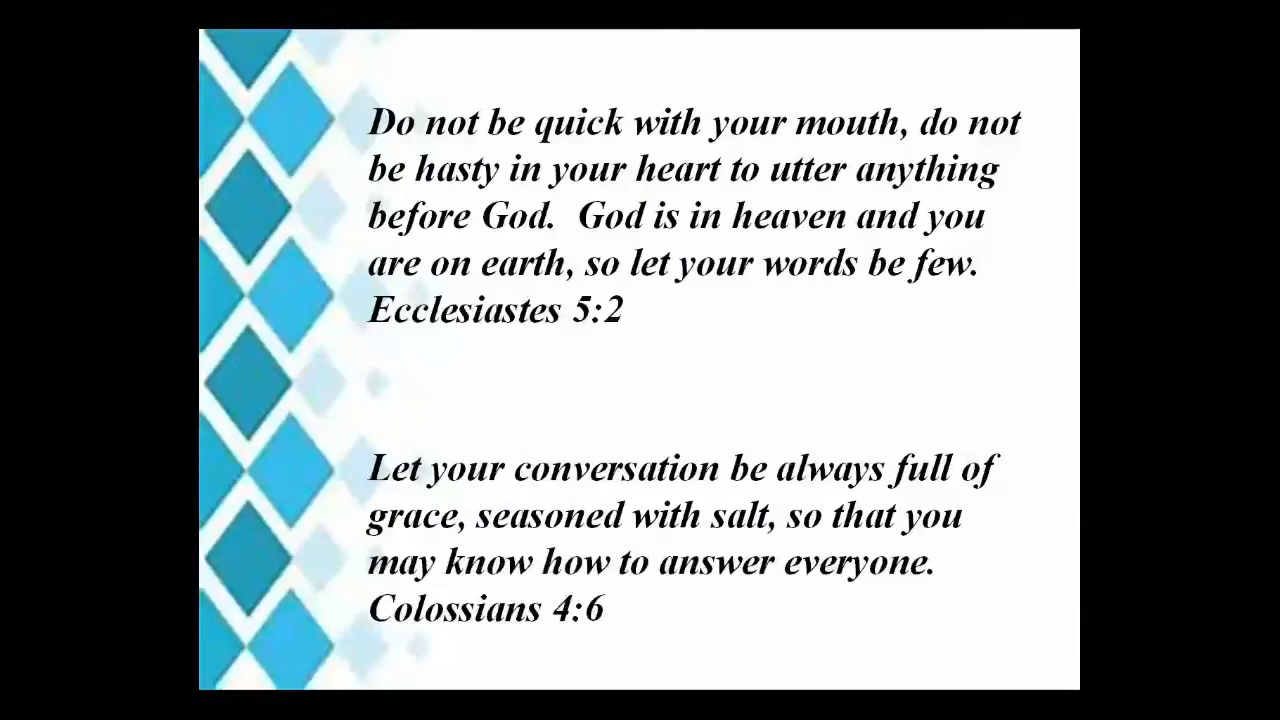 Do not be quick with your mouth, do not
be hasty in your heart to utter anything
before God.  God is in heaven and you
are on earth, so let your words be few.
Ecclesiastes 5:2
Let your conversation be always full of
grace, seasoned with salt, so that you
may know how to answer everyone.
Colossians 4:6